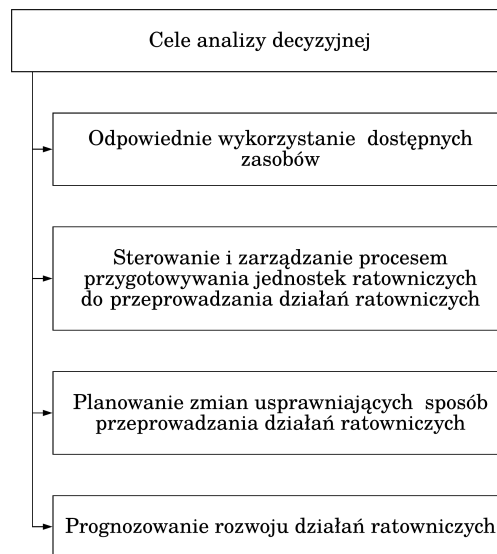 Cele analizy decyzyjnej
Odpowiednie wykorzystanie dostępnych
zasobów
Sterowanie i zarządzanie procesem
przygotowywania jednostek ratowniczych
do przeprowadzania działań ratowniczych
Planowanie zmian usprawniających sposób
przeprowadzania działań ratowniczych
Prognozowanie rozwoju działań ratowniczych